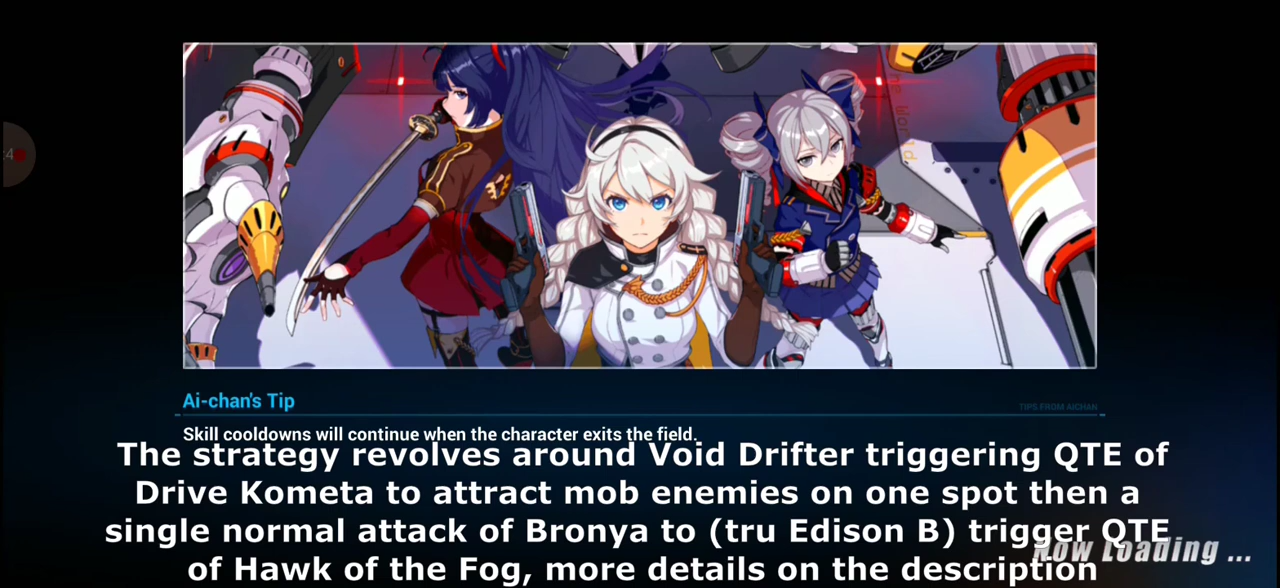 :4
Ai-chan's Tip
TIPS FROM AICHAN
Skill cooldowns will continue when the character exits the field.
The strategy revolves around Void Drifter triggering QTE of
Drive Kometa to attract mob enemies on one spot then a
single normal attack of Bronya to (tru Edison B) trigger QTE
of Hawk of the Fog, more details on the description
Now Loading ...